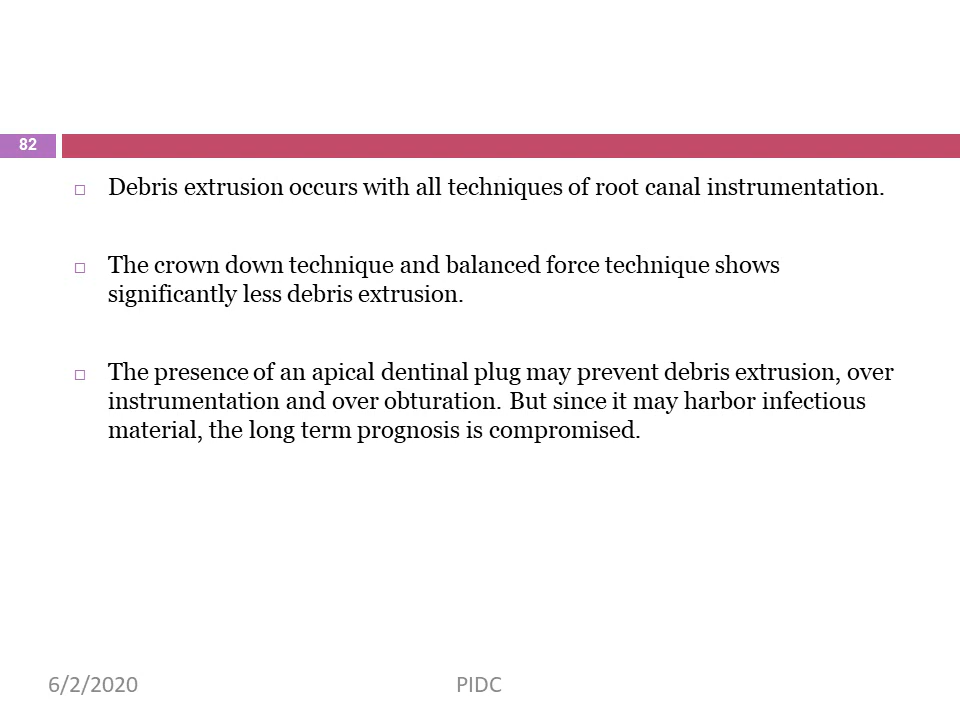 82
Debris extrusion occurs with all techniques of root canal instrumentation.
The crown down technique and balanced force technique shows
significantly less debris extrusion.
The presence of an apical dentinal plug may prevent debris extrusion, over
instrumentation and over obturation. But since it may harbor infectious
material, the long term prognosis is compromised.
6/2/2020
PIDC